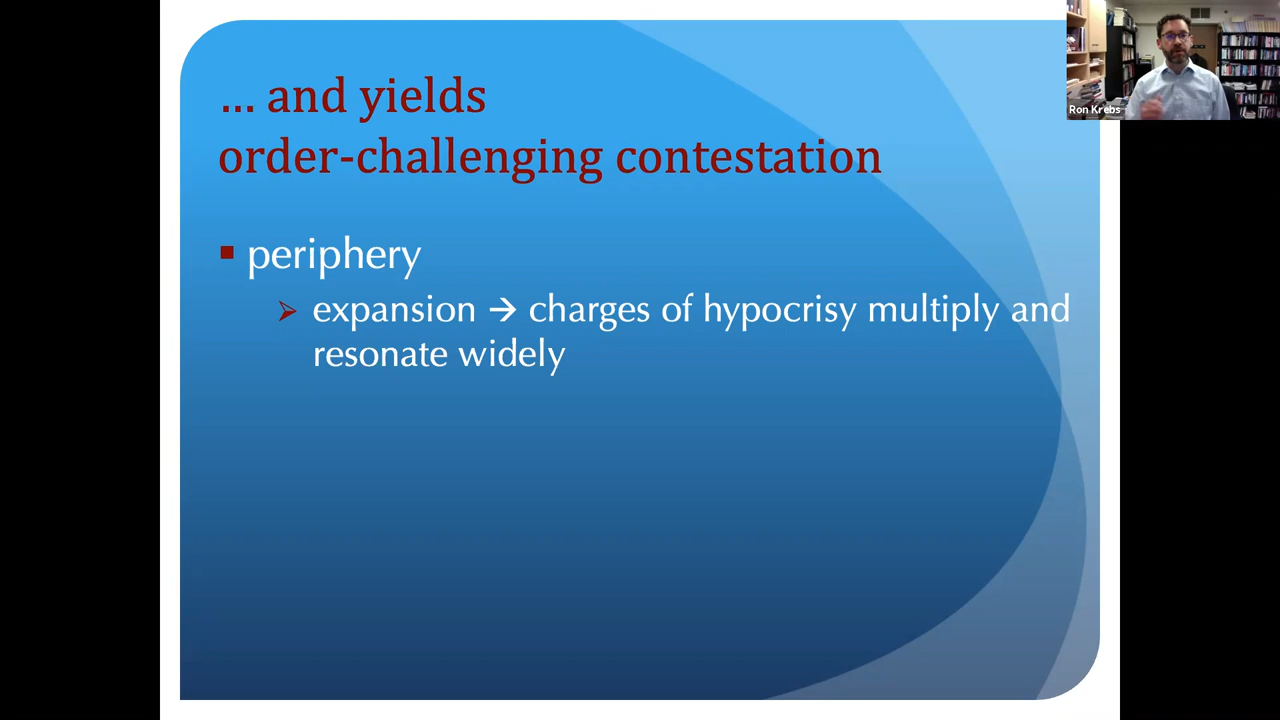 ... and yields
order-challenging contestation
▪ periphery
➢ expansion → charges of hypocrisy multiply and
resonate widely
Ron Krebs